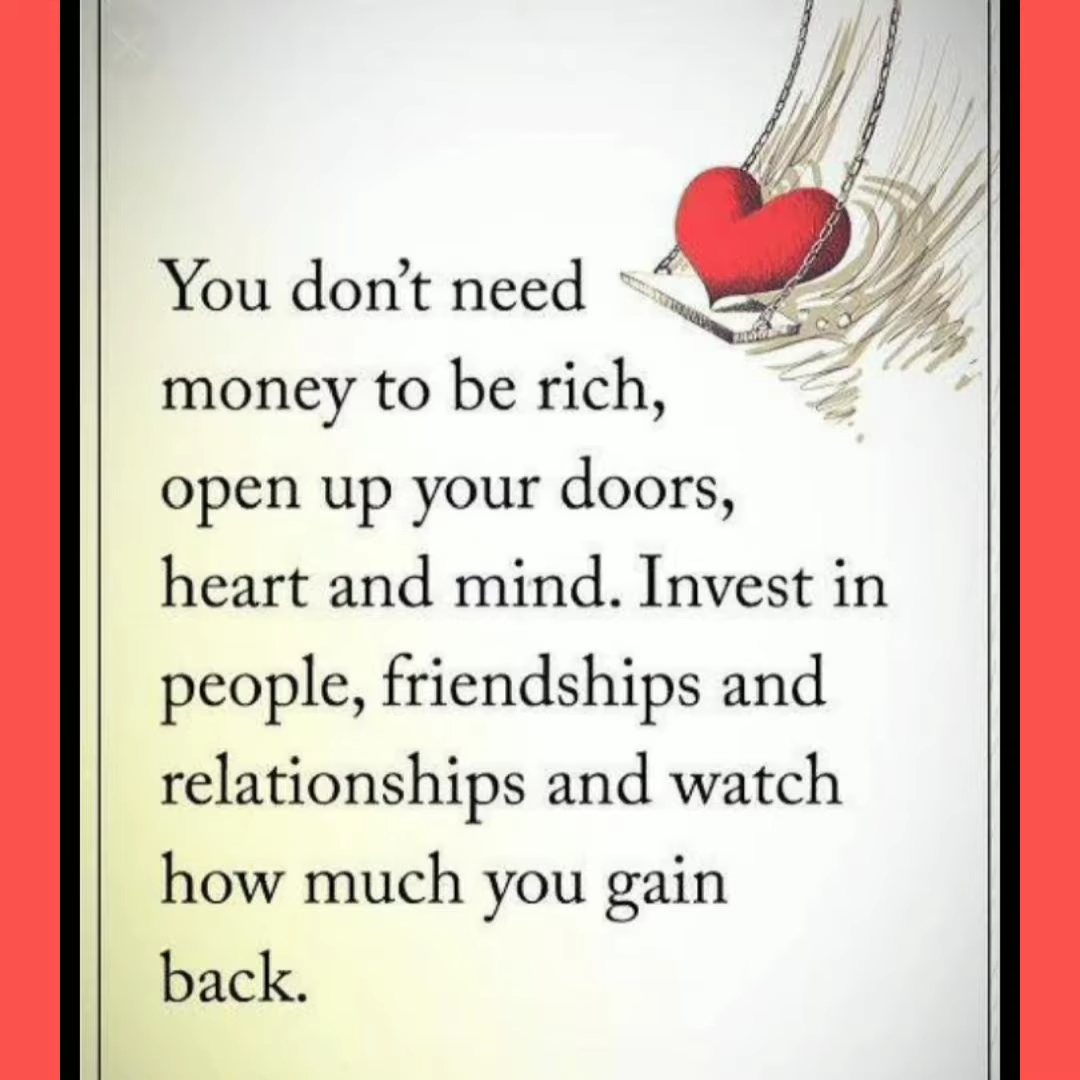 You don’t need
money to be rich,
open up your doors,
heart and mind. Invest in
people, friendships and
relationships and watch
how much you gain
back.